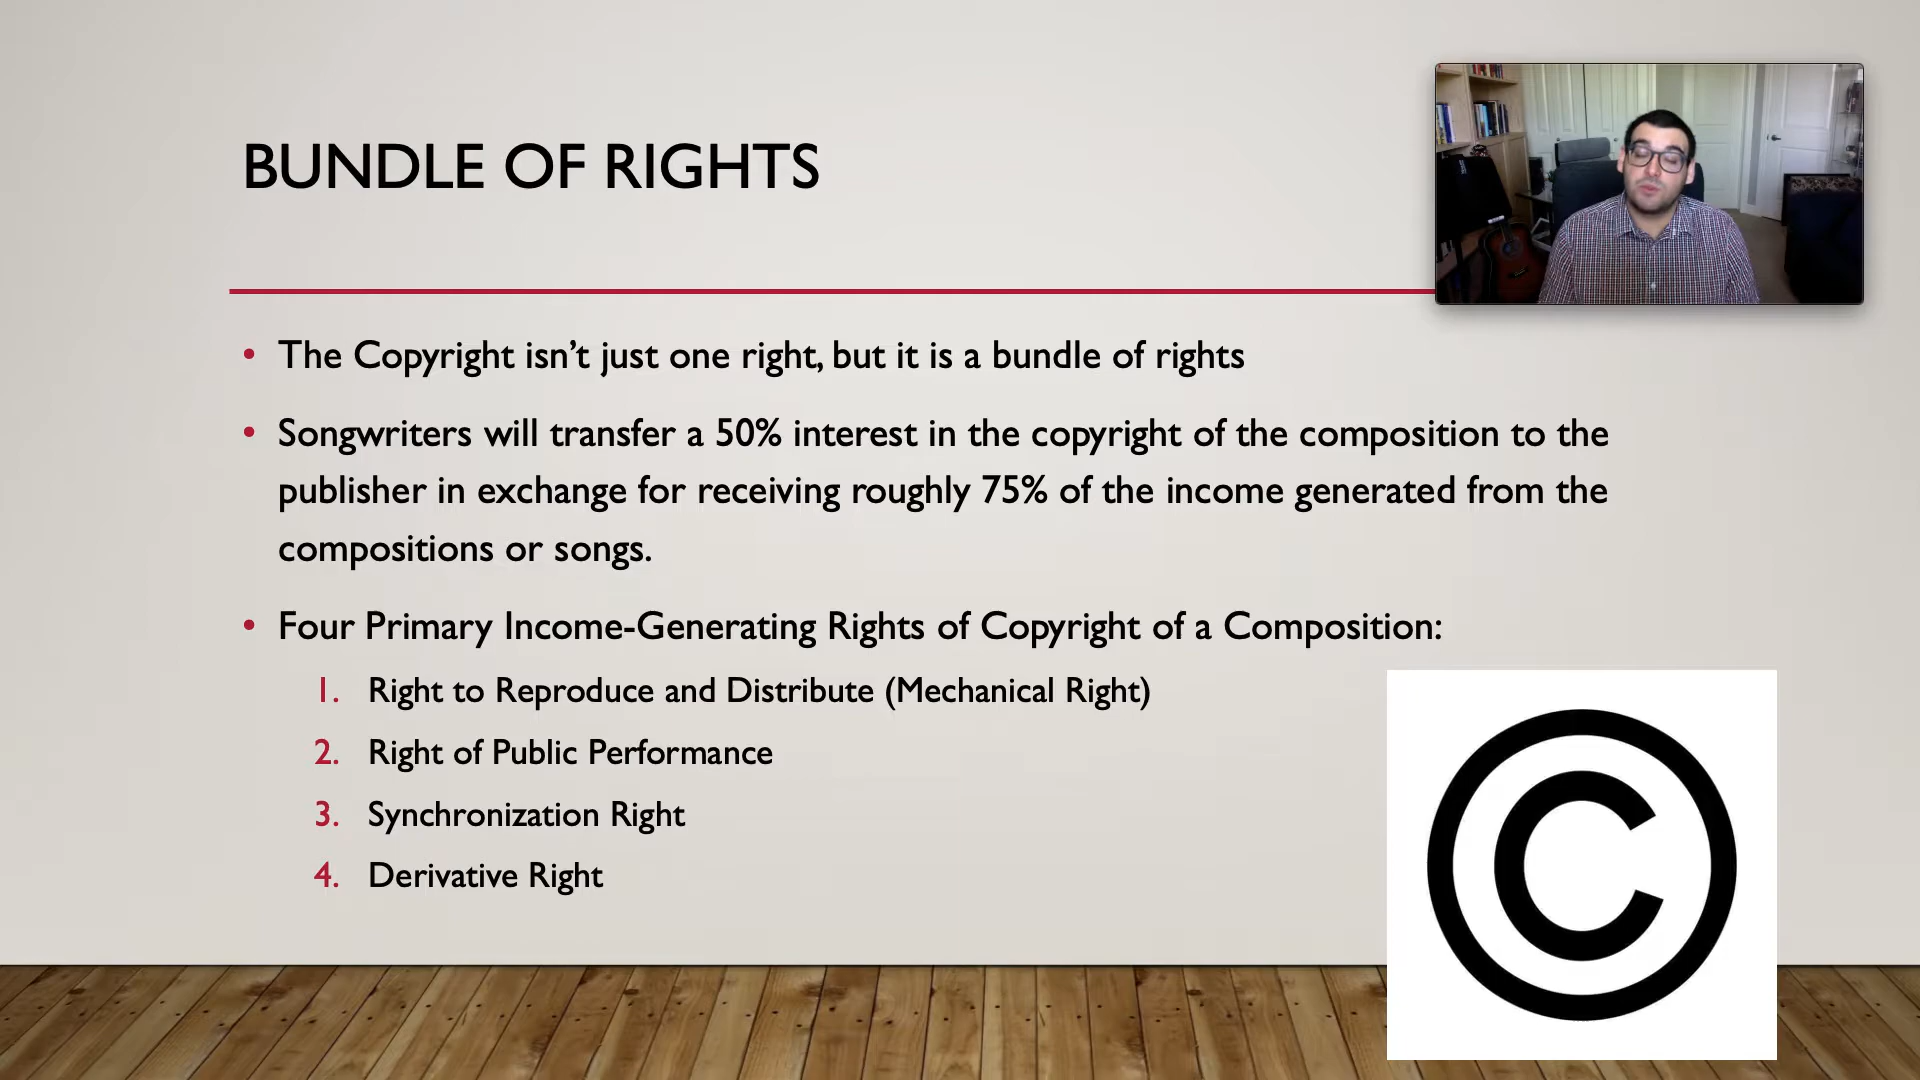 BUNDLE OF RIGHTS
• The Copyright isn’t just one right, but it is a bundle of rights
• Songwriters will transfer a 50% interest in the copyright of the composition to the
publisher in exchange for receiving roughly 75% of the income generated from the
compositions or songs.
• Four Primary Income-Generating Rights of Copyright of a Composition:
1. Right to Reproduce and Distribute (Mechanical Right)
2. Right of Public Performance
3. Synchronization Right
4. Derivative Right
©